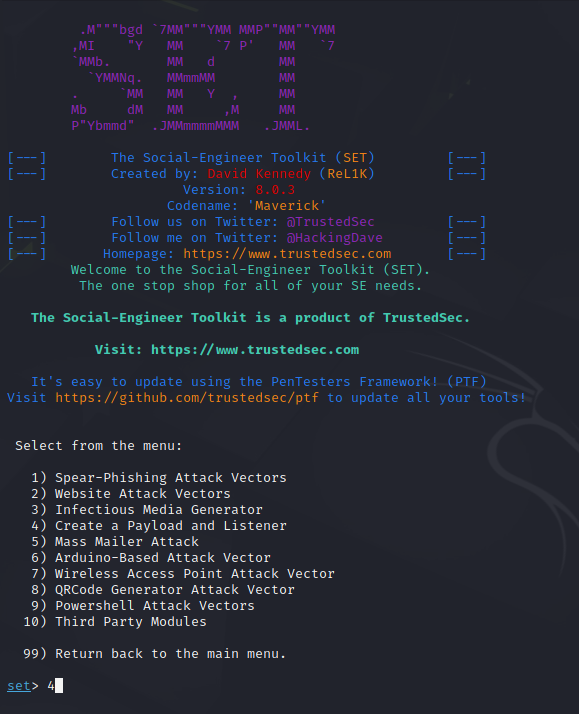 .M"""bgd `7MM"""YMM MMP""MM""YMM
,MI    "Y   MM    `7 P'   MM   `7
`MMb.       MM   d        MM
  `YMMNq.   MMmmMM        MM
.     `MM   MM   Y  ,     MM
Mb     dM   MM     ,M     MM
P"Ybmmd"  .JMMmmmmMMM   .JMML.
[---] The Social-Engineer Toolkit (SET) [---]
[---] Created by: David Kennedy (ReL1K) [---]
Version: 8.0.3
Codename: 'Maverick'
[---] Follow us on Twitter: @TrustedSec [---]
[---] Follow me on Twitter: @HackingDave [---]
[---] Homepage: https://www.trustedsec.com [---]
Welcome to the Social-Engineer Toolkit (SET).
The one stop shop for all of your SE needs.
The Social-Engineer Toolkit is a product of TrustedSec.
Visit: https://www.trustedsec.com
It's easy to update using the PenTesters Framework! (PTF)
Visit https://github.com/trustedsec/ptf to update all your tools!
Select from the menu:
1) Spear-Phishing Attack Vectors
2) Website Attack Vectors
3) Infectious Media Generator
4) Create a Payload and Listener
5) Mass Mailer Attack
6) Arduino-Based Attack Vector
7) Wireless Access Point Attack Vector
8) QRCode Generator Attack Vector
9) Powershell Attack Vectors
10) Third Party Modules
99) Return back to the main menu.
set> 4